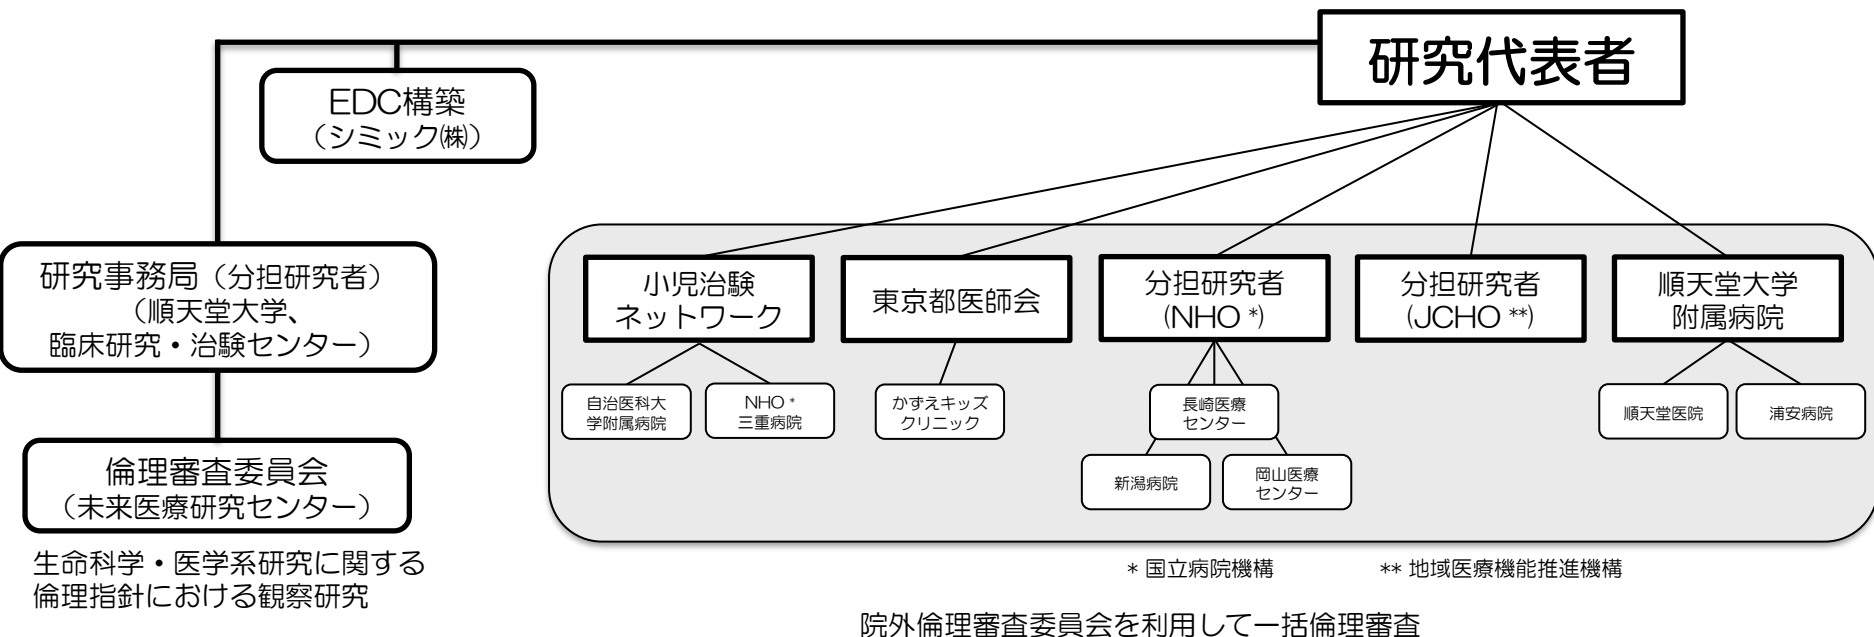 研究代表者
EDC構築
（シミック㈱）
研究事務局（分担研究者）
（順天堂大学、
臨床研究・治験センター）
倫理審査委員会
（未来医療研究センター）
生命科学・医学系研究に関する
倫理指針における観察研究
小児治験
ネットワーク
東京都医師会
分担研究者
(NHO *)
分担研究者
(JCHO **)
順天堂大学
附属病院
自治医科大
学附属病院
NHO *
三重病院
かずえキッズ
クリニック
長崎医療
センター
新潟病院
岡山医療
センター
順天堂医院
浦安病院
* 国立病院機構
** 地域医療機能推進機構
院外倫理審査委員会を利用して一括倫理審査